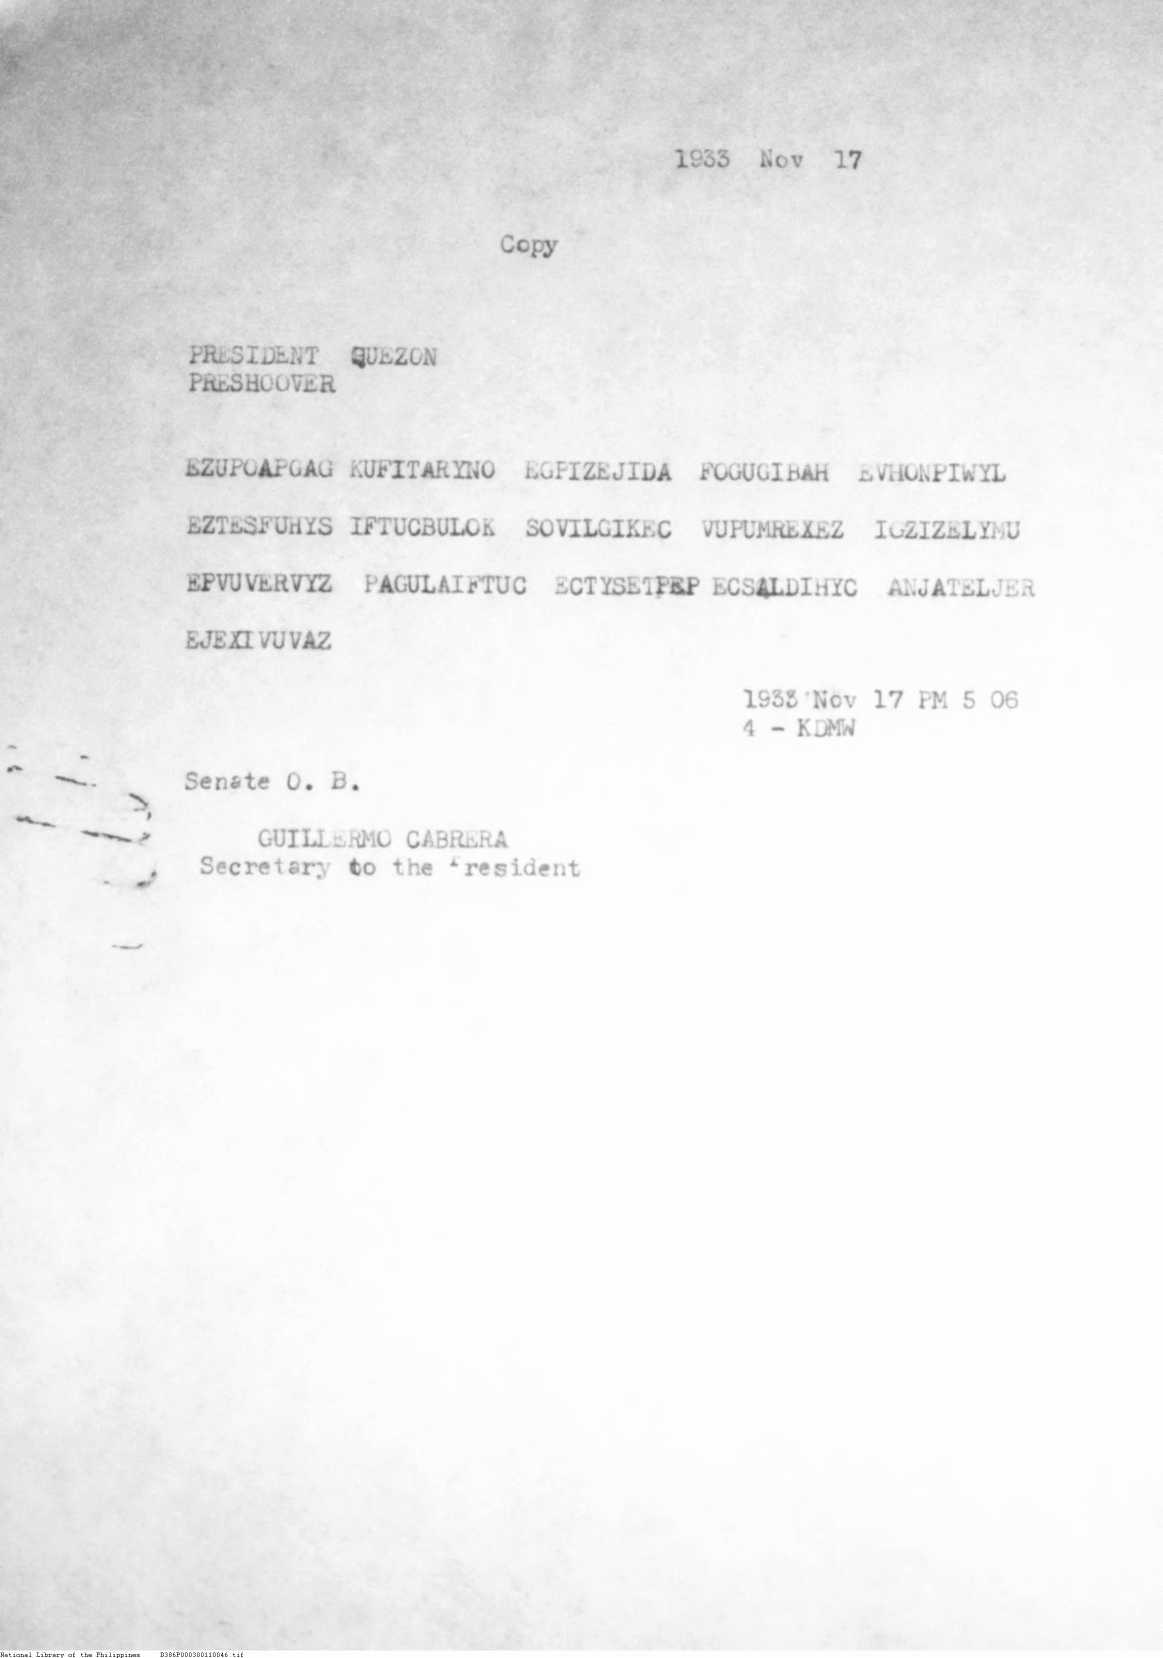 1933 Nov 17
Copy
PRESIDENT QUEZON
PRESHOOVER
EZUPOAPGAG KUFITARYNO EGPIZEJIDA FOGUGIBAH EVHONPIWYL
EZTESFUHYS IFTUCBULOK SOVILGIKEC VUPUMREXEZ IGZIZELYMU
EPVUVERVYZ PAGULAIFTUC ECTYSETPEP ECSALDIHYC ANJATELJER
EJEXIVUVAZ
1933 Nov 17 PM 5 06
4 - KDMW
Senate O. B.
GUILLERMO CABRERA
Secretary to the President
National Library of the Philippines B386P000380110046.tif